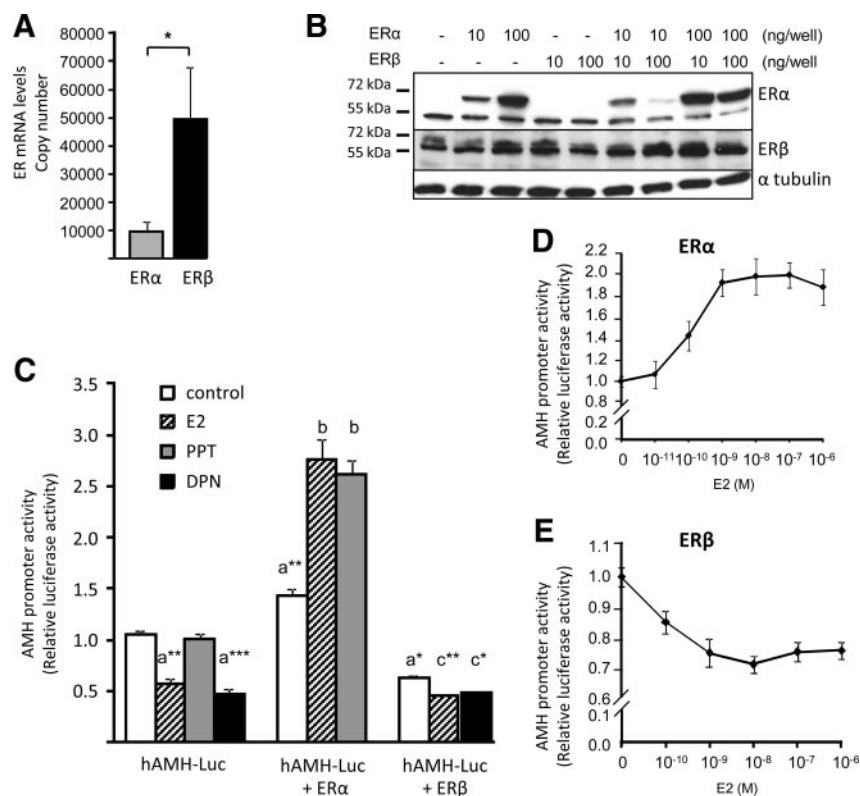 A
ER mRNA levels
Copy number
80000
70000
60000
50000
40000
30000
20000
10000
*
ERα
ERβ
B
ERα - 10 100 - - 10 10 100 100 (ng/well)
ERβ - - - 10 100 10 100 10 100 (ng/well
72 kDa
55 kDa
ERα
72 kDa
55 kDa
ERβ
α tubulin
C
AMH promoter activity
(Relative luciferase activity)
3.5
3.0
2.5
2.0
1.5
1.0
0.5
0
control
E2
PPT
DPN
a**
a***
a**
b
b
a*
c**
c*
hAMH-Luc
hAMH-Luc
+ ERα
hAMH-Luc
+ ERβ
D
ERα
AMH promoter activity
(Relative luciferase activity)
2.2
2.0
1.8
1.6
1.4
1.2
1.0
0.8
0.2
0.0
0 10⁻¹¹ 10⁻¹⁰ 10⁻⁹ 10⁻⁸ 10⁻⁷ 10⁻⁶
E2 (M)
E
ERβ
AMH promoter activity
(Relative luciferase activity)
1.1
1.0
0.9
0.8
0.7
0.6
0.1
0.0
0 10⁻¹⁰ 10⁻⁹ 10⁻⁸ 10⁻⁷ 10⁻⁶
E2 (M)